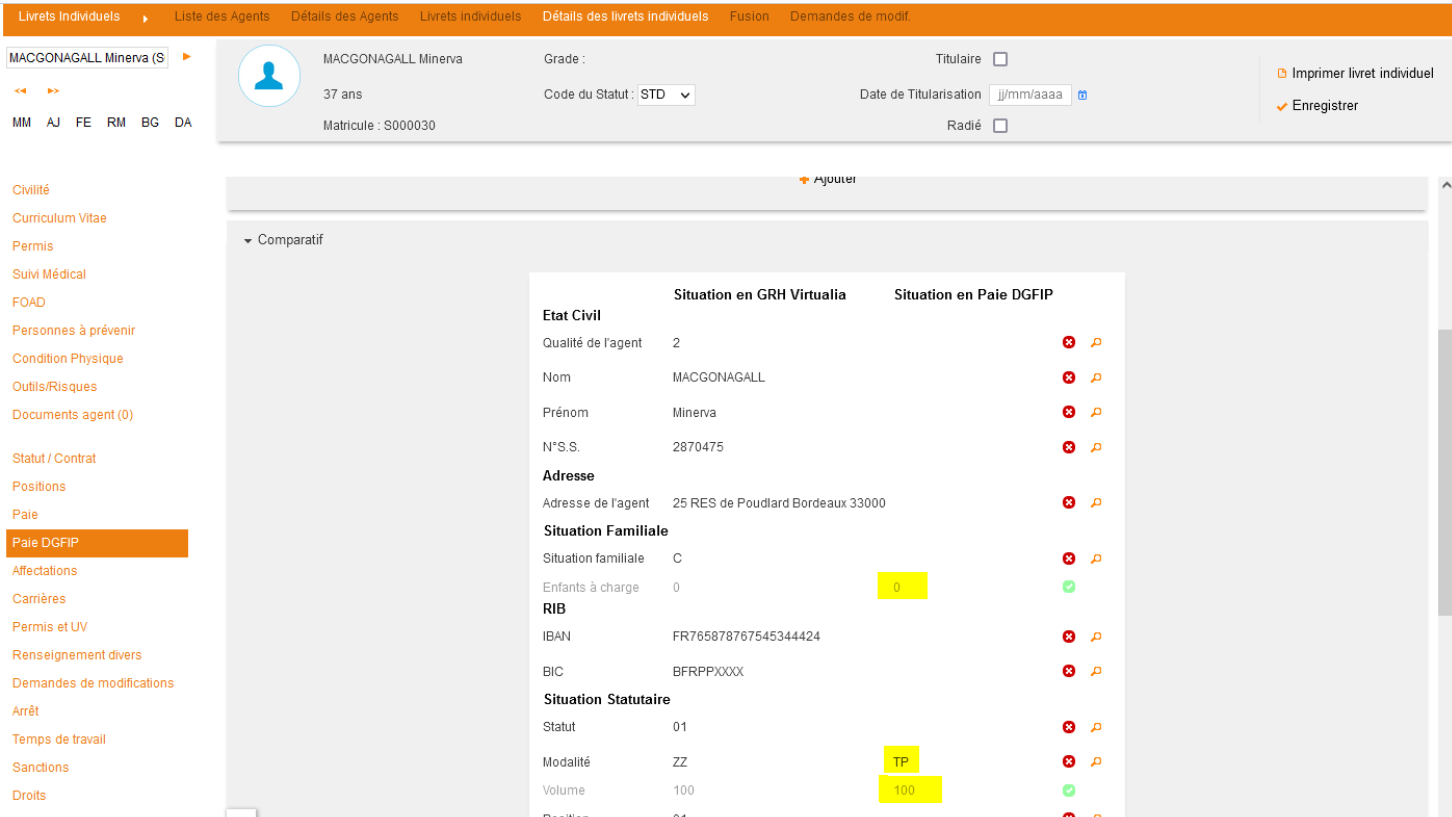 Livrets Individuels Liste des Agents Détails des Agents Livrets individuels Détails des livrets individuels Fusion Demandes de modif.
MACGONAGALL Minerva (S
MM AJ FE RM BG DA
MACGONAGALL Minerva Grade : Titulaire
37 ans Code du Statut : STD Date de Titularisation jj/mm/aaaa
Matricule : S000030 Radié
Imprimer livret individuel
Enregistrer
Civilité
Curriculum Vitae
Permis
Suivi Médical
FOAD
Personnes à prévenir
Condition Physique
Outils/Risques
Documents agent (0)
Statut / Contrat
Positions
Paie
Paie DGFIP
Affectations
Carrières
Permis et UV
Renseignement divers
Demandes de modifications
Arrêt
Temps de travail
Sanctions
Droits
Ajouter
Comparatif
Situation en GRH Virtualia Situation en Paie DGFIP
Etat Civil
Qualité de l'agent 2
Nom MACGONAGALL
Prénom Minerva
N°S.S. 2870475
Adresse
Adresse de l'agent 25 RES de Poudlard Bordeaux 33000
Situation Familiale
Situation familiale C
Enfants à charge 0 0
RIB
IBAN FR765878767545344424
BIC BFRPPXXXX
Situation Statutaire
Statut 01
Modalité ZZ TP
Volume 100 100
Position 01